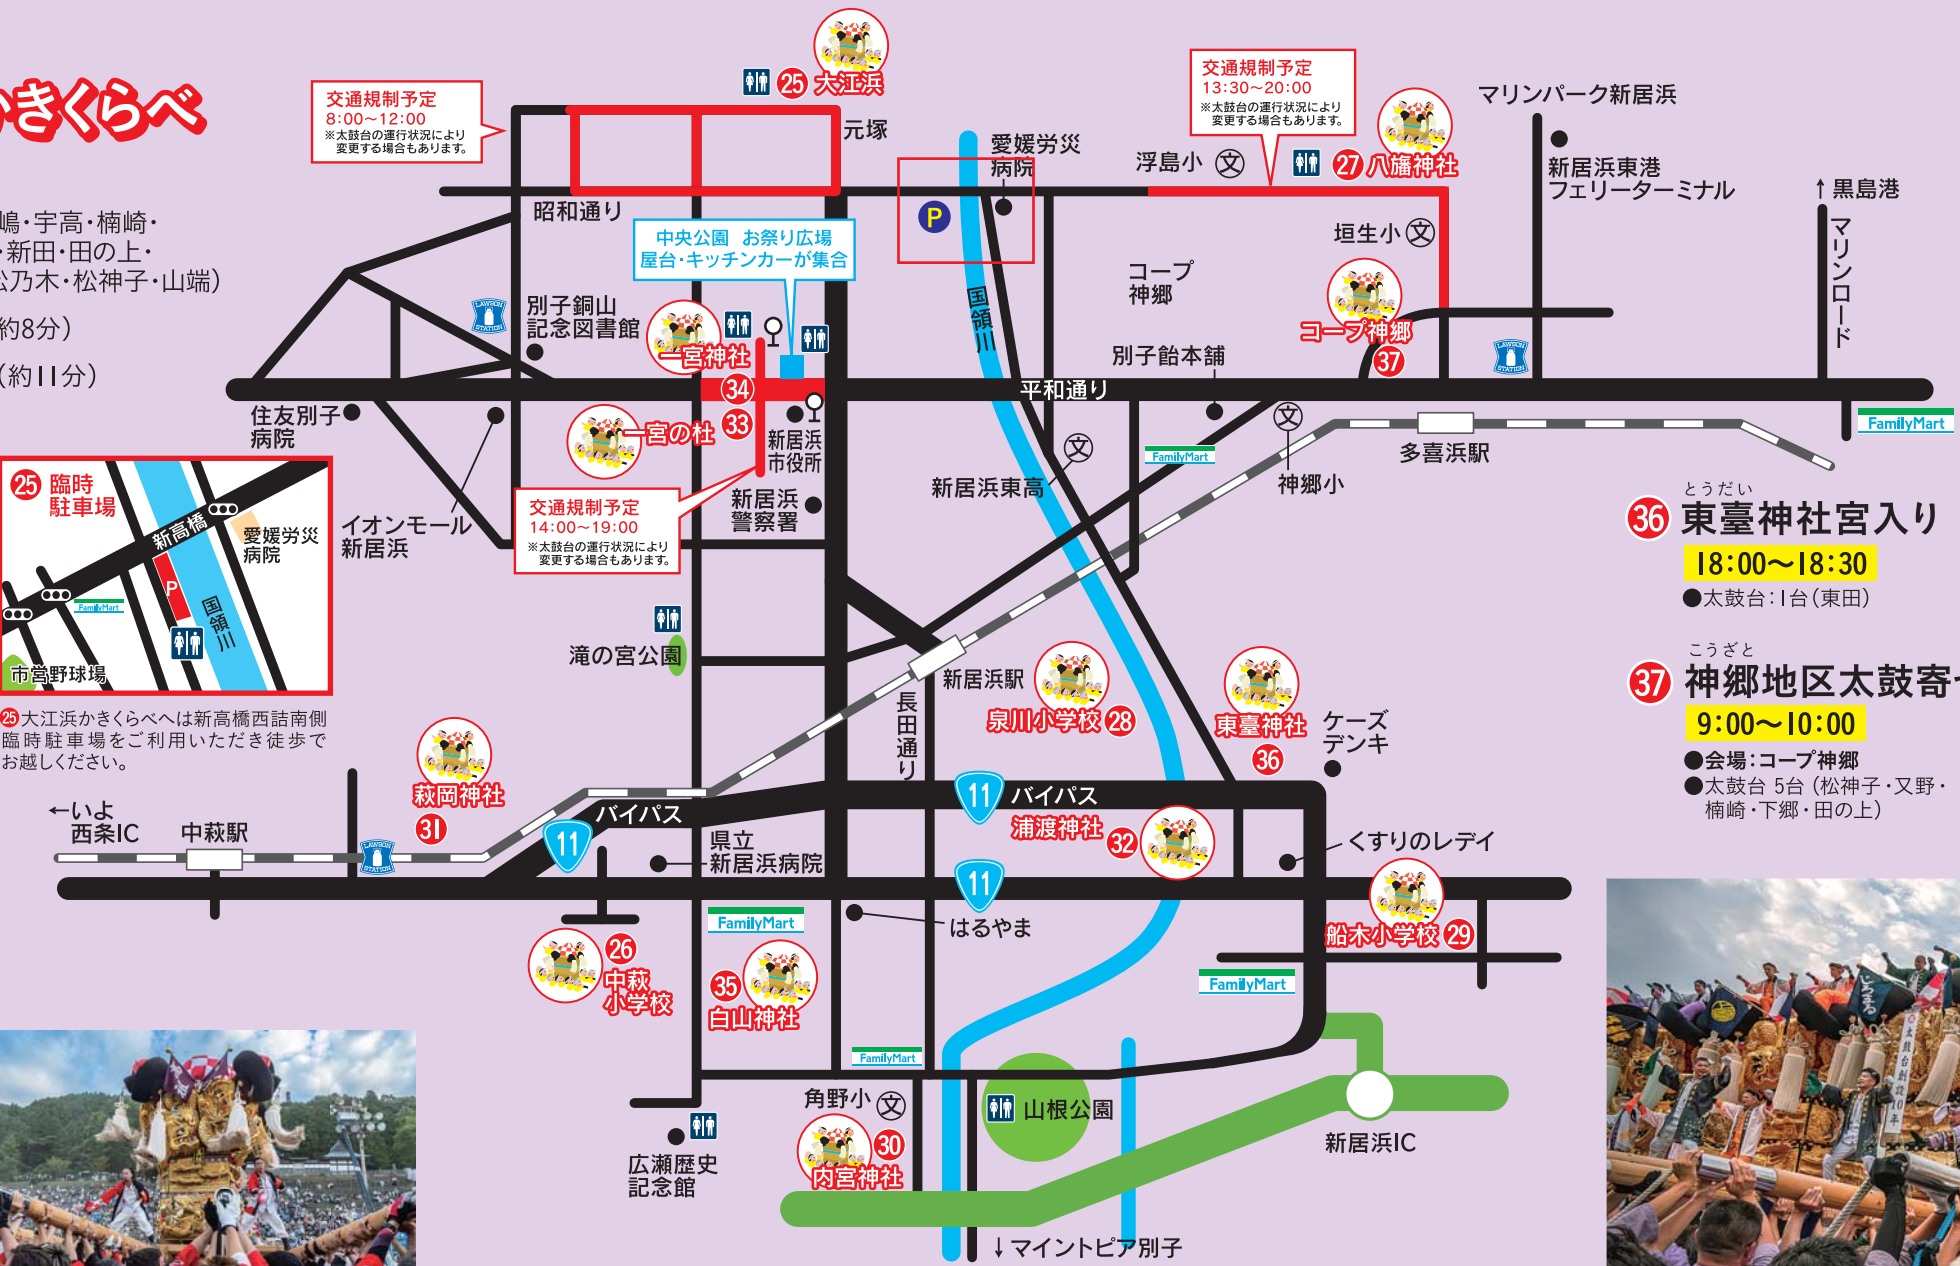 かきくらべ
嶋・宇高・楠崎・
・新田・田の上・
松乃木・松神子・山端）
約8分）
（約11分）
交通規制予定
8:00〜12:00
※太鼓台の運行状況により
変更する場合もあります。
25 大江浜
元塚
昭和通り
愛媛労災
病院
P
交通規制予定
13:30〜20:00
※太鼓台の運行状況により
変更する場合もあります。
浮島小 文
27 八旛神社
垣生小 文
マリンパーク新居浜
新居浜東港
フェリーターミナル
↑黒島港
マリンロード
中央公園 お祭り広場
屋台・キッチンカーが集合
LAWSON
STATION
別子銅山
記念図書館
一宮神社
34
33
一宮の杜
国領川
コープ
神郷
コープ神郷
37
別子飴本舗
LAWSON
STATION
平和通り
住友別子
病院
新居浜
市役所
新居浜
警察署
イオンモール
新居浜
交通規制予定
14:00〜19:00
※太鼓台の運行状況により
変更する場合もあります。
文
新居浜東高
FamilyMart
文
神郷小
多喜浜駅
FamilyMart
25 臨時
駐車場
新高橋
愛媛労災
病院
FamilyMart
P
国領川
市営野球場
25 大江浜かきくらべへは新高橋西詰南側
臨時駐車場をご利用いただき徒歩で
お越しください。
滝の宮公園
新居浜駅
長田通り
泉川小学校 28
東臺神社
36
ケーズ
デンキ
とうだい
36 東臺神社宮入り
18:00〜18:30
●太鼓台：1台（東田）
こうざと
37 神郷地区太鼓寄せ
9:00〜10:00
●会場：コープ神郷
●太鼓台 5台（松神子・又野・
楠崎・下郷・田の上）
萩岡神社
31
←いよ
西条IC
中萩駅
LAWSON
STATION
11
バイパス
11
バイパス
浦渡神社 32
県立
新居浜病院
11
くすりのレデイ
はるやま
船木小学校 29
26
中萩
小学校
FamilyMart
35
白山神社
FamilyMart
FamilyMart
角野小 文
30
内宮神社
山根公園
広瀬歴史
記念館
新居浜IC
↓マイントピア別子
太鼓台創設10年